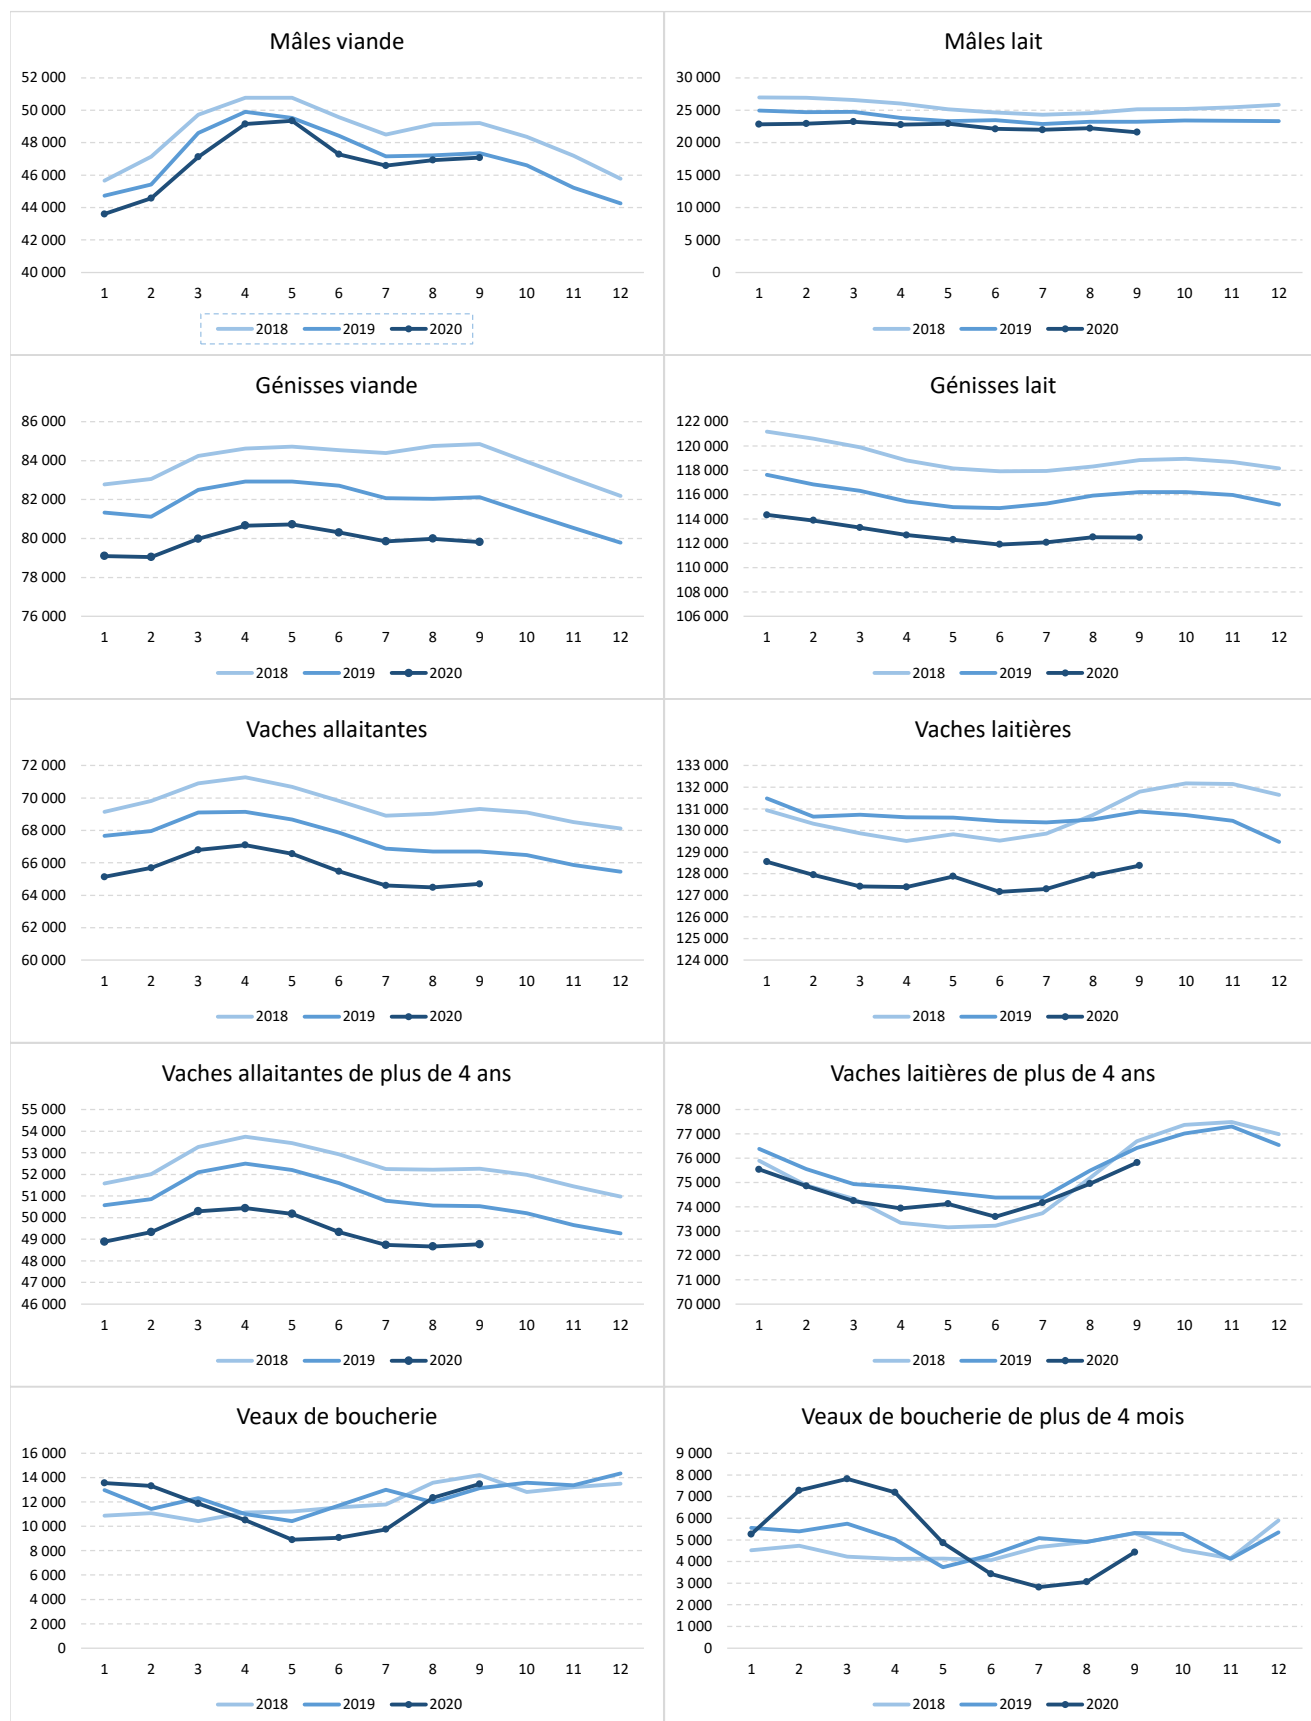 Mâles viande
52 000
50 000
48 000
46 000
44 000
42 000
40 000
1 2 3 4 5 6 7 8 9 10 11 12
2018 2019 2020
Mâles lait
30 000
25 000
20 000
15 000
10 000
5 000
0
1 2 3 4 5 6 7 8 9 10 11 12
2018 2019 2020
Génisses viande
86 000
84 000
82 000
80 000
78 000
76 000
1 2 3 4 5 6 7 8 9 10 11 12
2018 2019 2020
Génisses lait
122 000
120 000
118 000
116 000
114 000
112 000
110 000
108 000
106 000
1 2 3 4 5 6 7 8 9 10 11 12
2018 2019 2020
Vaches allaitantes
72 000
70 000
68 000
66 000
64 000
62 000
60 000
1 2 3 4 5 6 7 8 9 10 11 12
2018 2019 2020
Vaches laitières
133 000
132 000
131 000
130 000
129 000
128 000
127 000
126 000
125 000
124 000
1 2 3 4 5 6 7 8 9 10 11 12
2018 2019 2020
Vaches allaitantes de plus de 4 ans
55 000
54 000
53 000
52 000
51 000
50 000
49 000
48 000
47 000
46 000
1 2 3 4 5 6 7 8 9 10 11 12
2018 2019 2020
Vaches laitières de plus de 4 ans
78 000
77 000
76 000
75 000
74 000
73 000
72 000
71 000
70 000
1 2 3 4 5 6 7 8 9 10 11 12
2018 2019 2020
Veaux de boucherie
16 000
14 000
12 000
10 000
8 000
6 000
4 000
2 000
0
1 2 3 4 5 6 7 8 9 10 11 12
2018 2019 2020
Veaux de boucherie de plus de 4 mois
9 000
8 000
7 000
6 000
5 000
4 000
3 000
2 000
1 000
0
1 2 3 4 5 6 7 8 9 10 11 12
2018 2019 2020